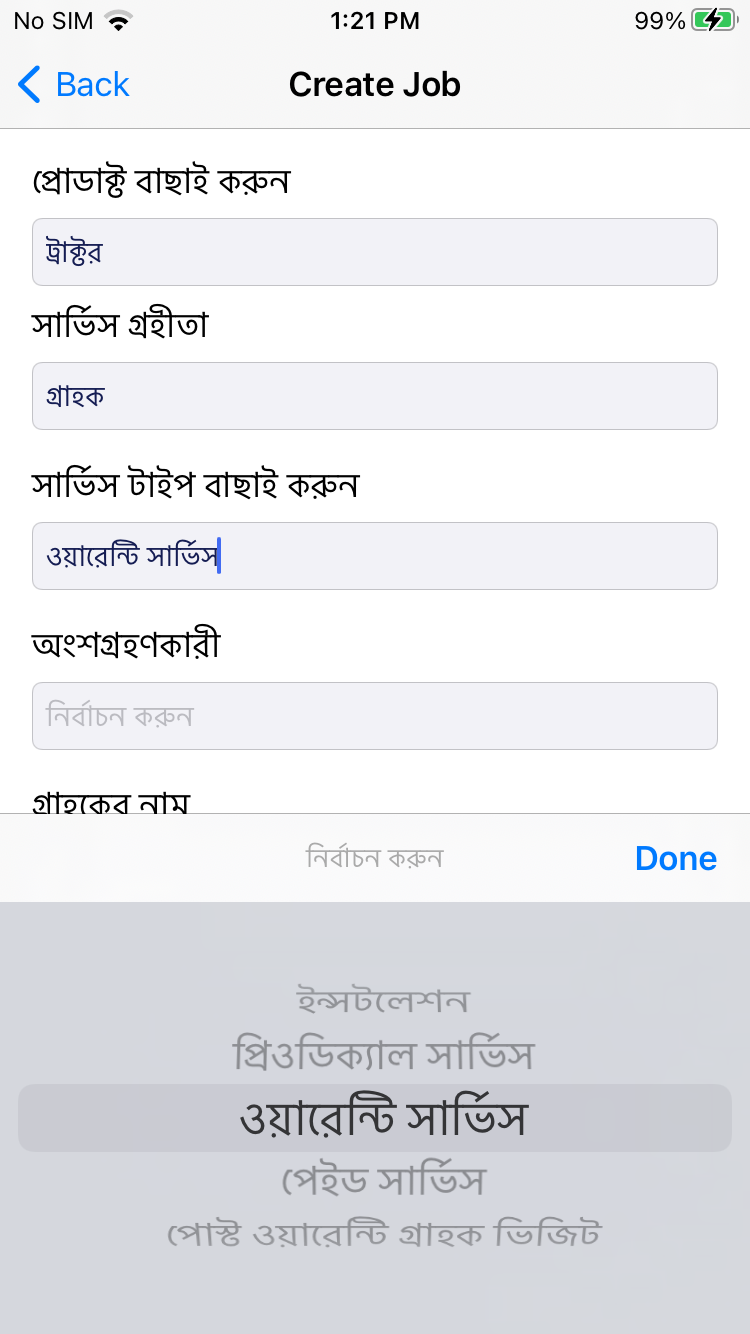 No SIM 1:21 PM 99%
Back Create Job
প্রোডাক্ট বাছাই করুন
ট্রাক্টর
সার্ভিস গ্রহীতা
গ্রাহক
সার্ভিস টাইপ বাছাই করুন
ওয়ারেন্টি সার্ভিস
অংশগ্রহণকারী
নির্বাচন করুন
গ্রাহকের নাম
নির্বাচন করুন Done
ইন্সটলেশন
প্রিওডিক্যাল সার্ভিস
ওয়ারেন্টি সার্ভিস
পেইড সার্ভিস
পোস্ট ওয়ারেন্টি গ্রাহক ভিজিট